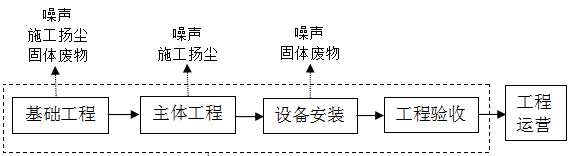 噪声
施工扬尘
固体废物
噪声
施工扬尘
噪声
固体废物
基础工程
主体工程
设备安装
工程验收
工程
运营